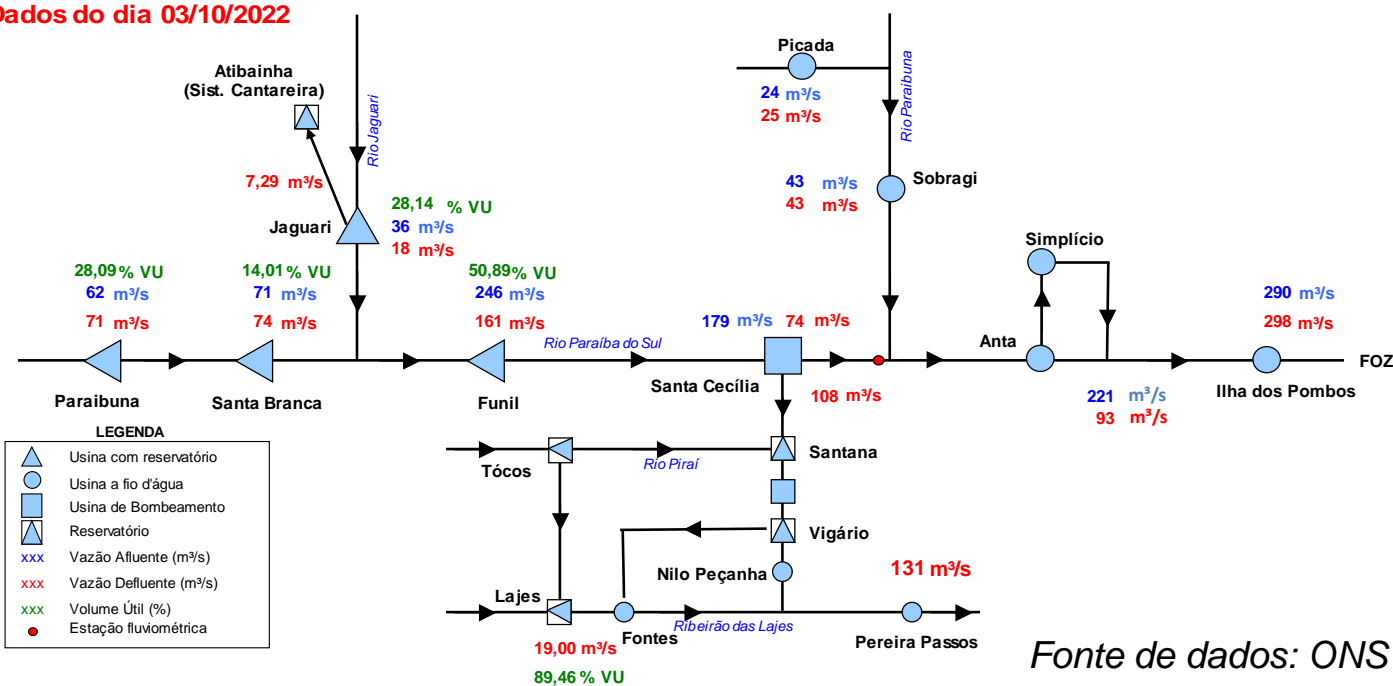 Dados do dia 03/10/2022
Picada
24 m³/s
25 m³/s
Rio Paraibuna
Atibainha
(Sist. Cantareira)
Rio Jaguari
7,29 m³/s
Jaguari
28,14 % VU
36 m³/s
18 m³/s
43 m³/s
43 m³/s
Sobragi
Simplício
28,09% VU
62 m³/s
71 m³/s
14,01% VU
71 m³/s
74 m³/s
50,89% VU
246 m³/s
161 m³/s
Rio Paraíba do Sul
179 m³/s 74 m³/s
Anta
290 m³/s
298 m³/s
FOZ
Paraibuna
Santa Branca
Funil
Santa Cecília
108 m³/s
221 m³/s
93 m³/s
Ilha dos Pombos
LEGENDA
Usina com reservatório
Usina a fio d'água
Usina de Bombeamento
Reservatório
xxx Vazão Afluente (m³/s)
xxx Vazão Defluente (m³/s)
xxx Volume Útil (%)
Estação fluviométrica
Tócos
Rio Piraí
Santana
Vigário
Nilo Peçanha
131 m³/s
Lajes
Fontes
Ribeirão das Lajes
Pereira Passos
19,00 m³/s
89,46 % VU
Fonte de dados: ONS